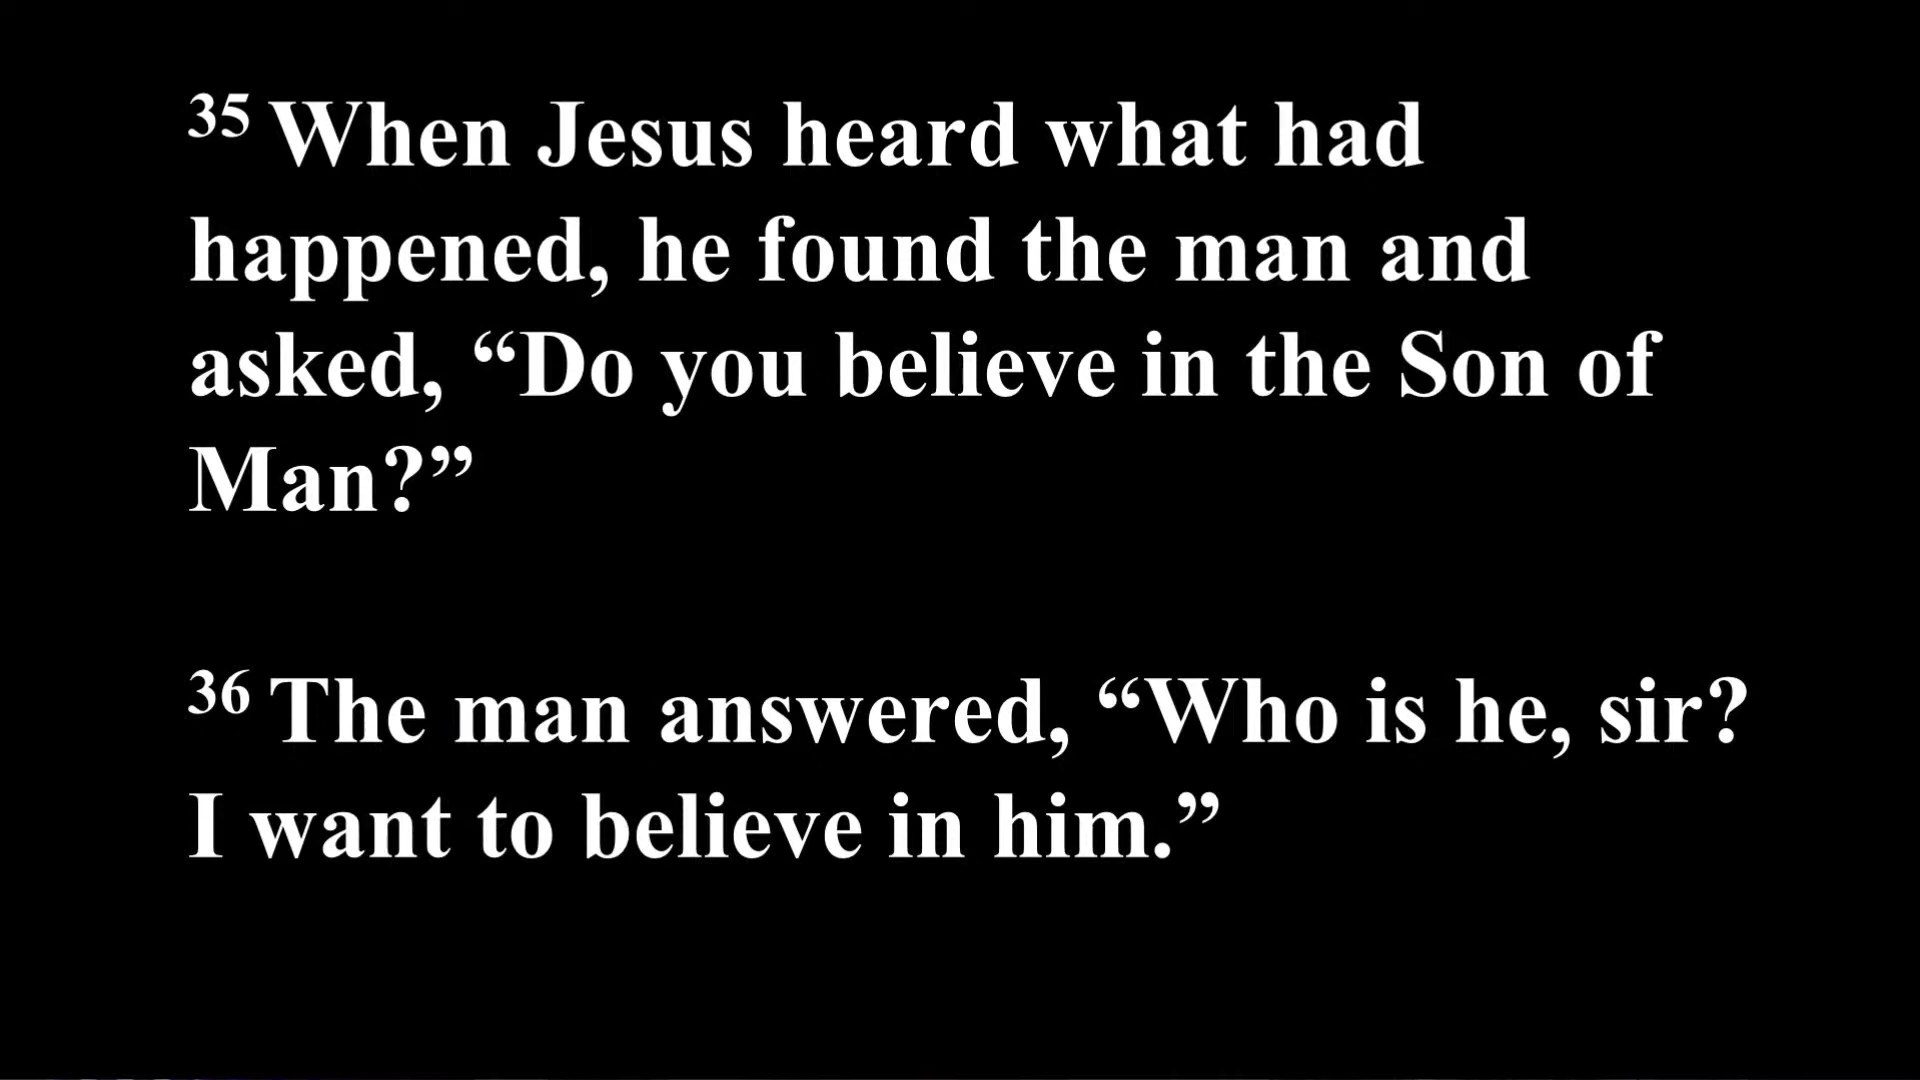 35 When Jesus heard what had
happened, he found the man and
asked, “Do you believe in the Son of
Man?”
36 The man answered, “Who is he, sir?
I want to believe in him.”